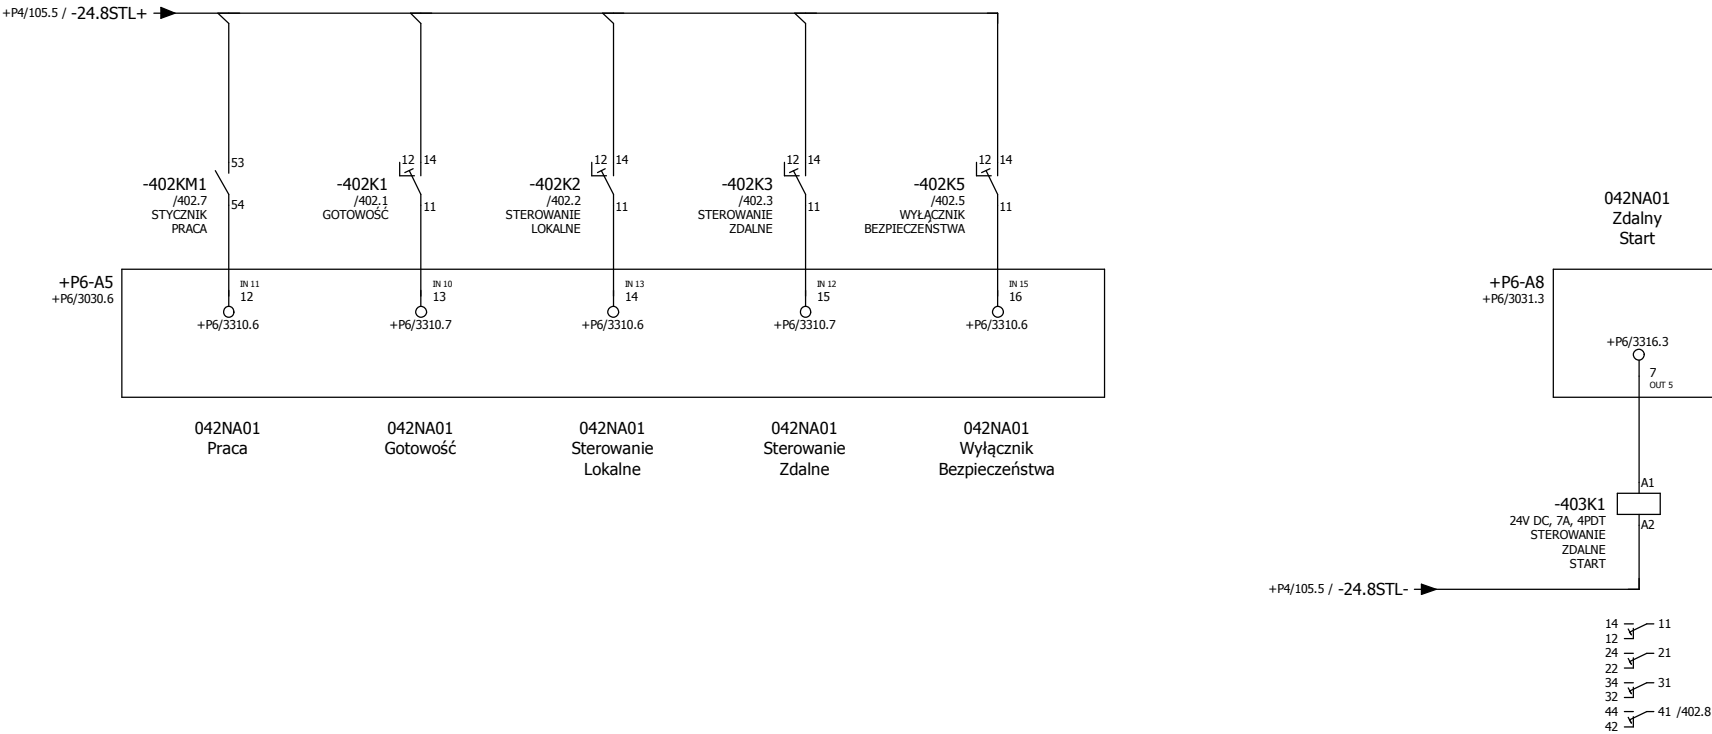 +P4/105.5 / -24.8STL+
53
-402KM1
/402.7
STYCZNIK
PRACA
54
12 14
-402K1
/402.1
GOTOWOŚĆ
11
12 14
-402K2
/402.2
STEROWANIE
LOKALNE
11
12 14
-402K3
/402.3
STEROWANIE
ZDALNE
11
12 14
-402K5
/402.5
WYŁĄCZNIK
BEZPIECZEŃSTWA
11
+P6-A5
+P6/3030.6
IN 11
12
+P6/3310.6
IN 10
13
+P6/3310.7
IN 13
14
+P6/3310.6
IN 12
15
+P6/3310.7
IN 15
16
+P6/3310.6
042NA01
Praca
042NA01
Gotowość
042NA01
Sterowanie
Lokalne
042NA01
Sterowanie
Zdalne
042NA01
Wyłącznik
Bezpieczeństwa
042NA01
Zdalny
Start
+P6-A8
+P6/3031.3
+P6/3316.3
7
OUT 5
A1
-403K1
24V DC, 7A, 4PDT
STEROWANIE
ZDALNE
START
A2
+P4/105.5 / -24.8STL-
14 11
12
24 21
22
34 31
32
44 41 /402.8
42